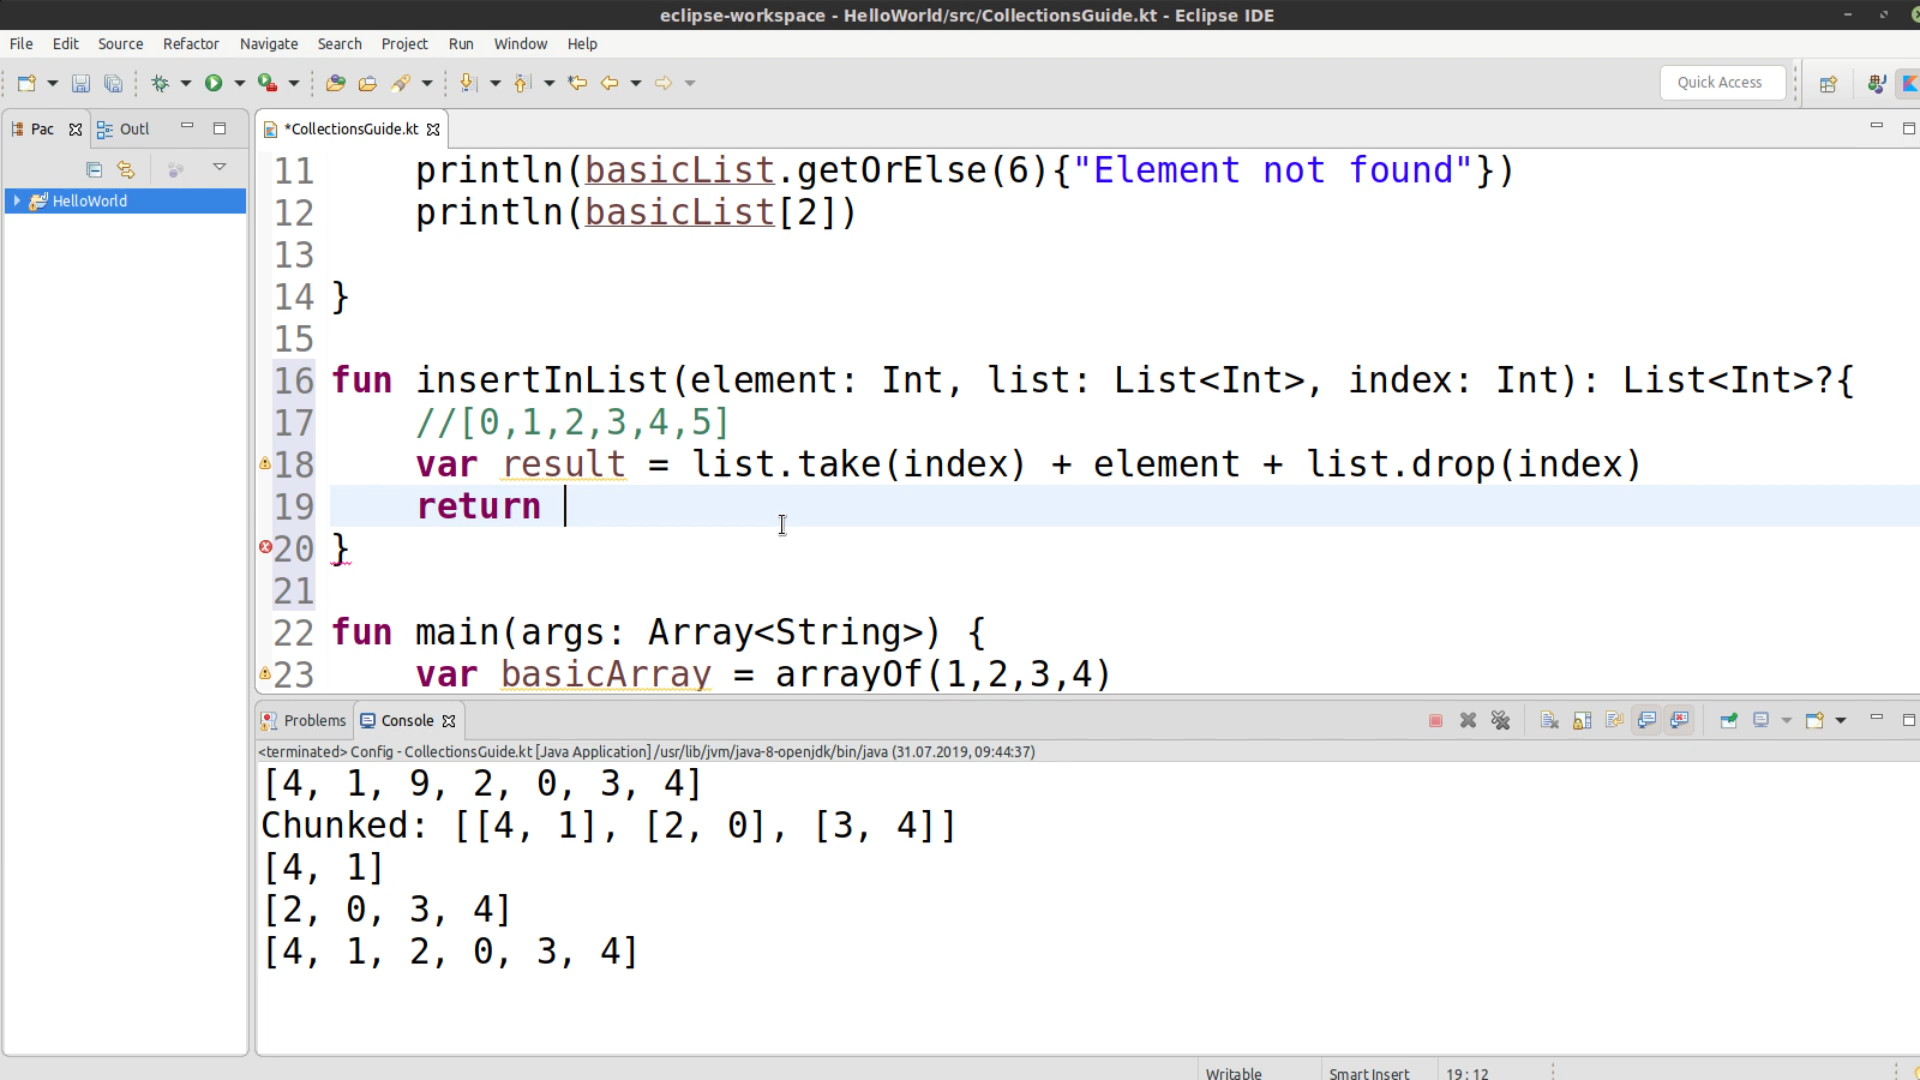 eclipse-workspace - HelloWorld/src/CollectionsGuide.kt - Eclipse IDE
File Edit Source Refactor Navigate Search Project Run Window Help
Quick Access
Pac Outl *CollectionsGuide.kt
HelloWorld
11 println(basicList.getOrElse(6){"Element not found"})
12 println(basicList[2])
13
14 }
15
16 fun insertInList(element: Int, list: List<Int>, index: Int): List<Int>?{
17 //[0,1,2,3,4,5]
18 var result = list.take(index) + element + list.drop(index)
19 return
20 }
21
22 fun main(args: Array<String>) {
23 var basicArray = arrayOf(1,2,3,4)
Problems Console
<terminated> Config - CollectionsGuide.kt [Java Application] /usr/lib/jvm/java-8-openjdk/bin/java (31.07.2019, 09:44:37)
[4, 1, 9, 2, 0, 3, 4]
Chunked: [[4, 1], [2, 0], [3, 4]]
[4, 1]
[2, 0, 3, 4]
[4, 1, 2, 0, 3, 4]
Writable Smart Insert 19:12